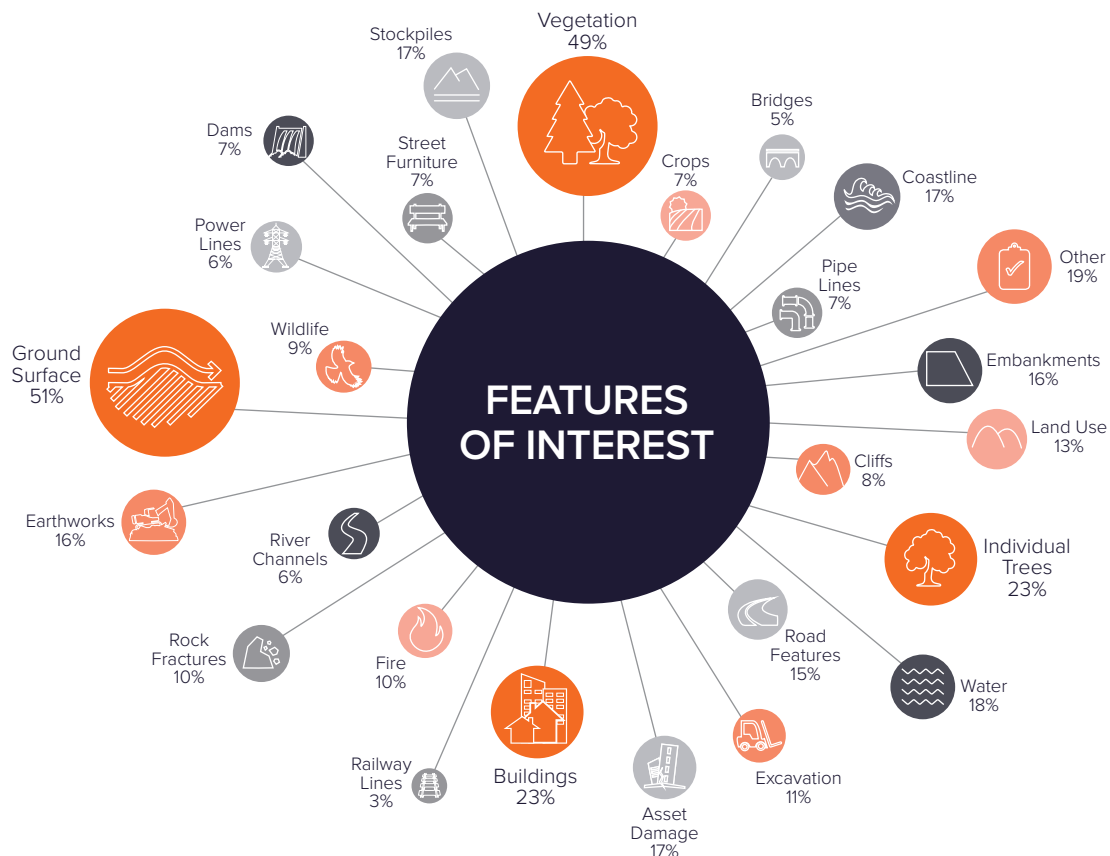 Vegetation
49%
Stockpiles
17%
Bridges
5%
Dams
7%
Street
Furniture
7%
Crops
7%
Coastline
17%
Power
Lines
6%
Other
19%
Pipe
Lines
7%
Wildlife
9%
Ground
Surface
51%
Embankments
16%
FEATURES
OF INTEREST
Land Use
13%
Cliffs
8%
Earthworks
16%
River
Channels
6%
Individual
Trees
23%
Rock
Fractures
10%
Fire
10%
Road
Features
15%
Water
18%
Railway
Lines
3%
Buildings
23%
Excavation
11%
Asset
Damage
17%